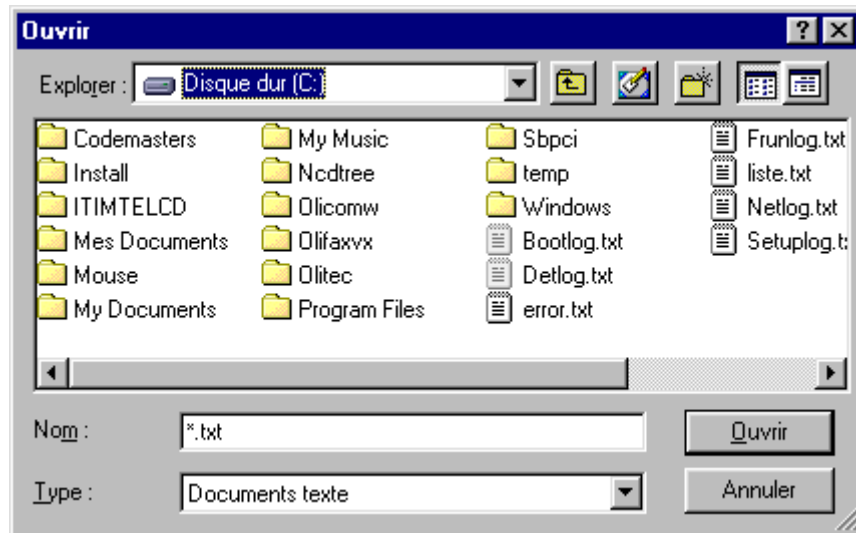 Ouvrir
Explorer : Disque dur (C:)
Codemasters
Install
ITIMTELCD
Mes Documents
Mouse
My Documents
My Music
Ncdtree
Olicomw
Olifaxvx
Olitec
Program Files
Sbpci
temp
Windows
Bootlog.txt
Detlog.txt
error.txt
Frunlog.txt
liste.txt
Netlog.txt
Setuplog.t
Nom : *.txt
Ouvrir
Type : Documents texte
Annuler